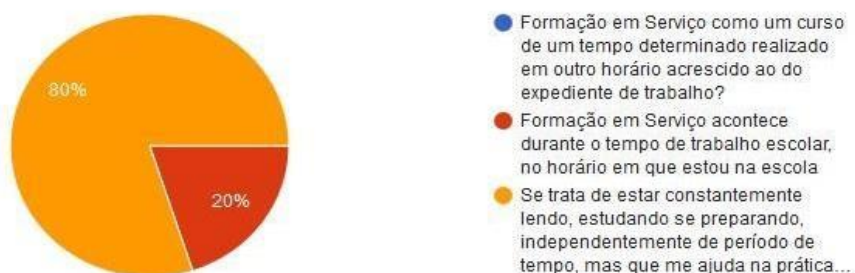 80%
20%
Formação em Serviço como um curso
de um tempo determinado realizado
em outro horário acrescido ao do
expediente de trabalho?
Formação em Serviço acontece
durante o tempo de trabalho escolar,
no horário em que estou na escola
Se trata de estar constantemente
lendo, estudando se preparando,
independentemente de período de
tempo, mas que me ajuda na prática...